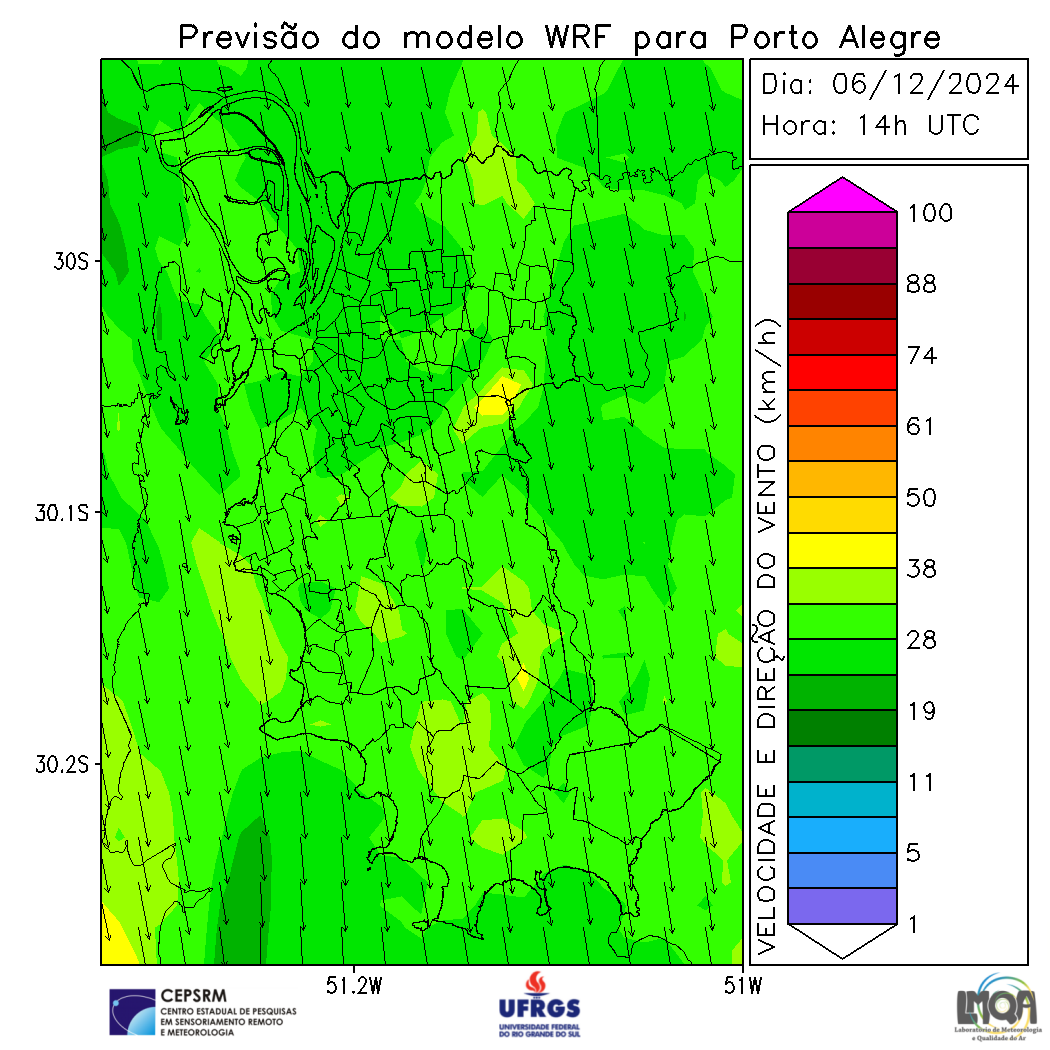 Previsão do modelo WRF para Porto Alegre
Dia: 06/12/2024
Hora: 14h UTC
30S
30.1S
30.2S
51.2W
51W
VELOCIDADE E DIREÇÃO DO VENTO (km/h)
100
88
74
61
50
38
28
19
11
5
1
CEPSRM
CENTRO ESTADUAL DE PESQUISAS
EM SENSORIAMENTO REMOTO
E METEOROLOGIA
UFRGS
UNIVERSIDADE FEDERAL
DO RIO GRANDE DO SUL
LMQA
Laboratório de Meteorologia
e Qualidade do Ar